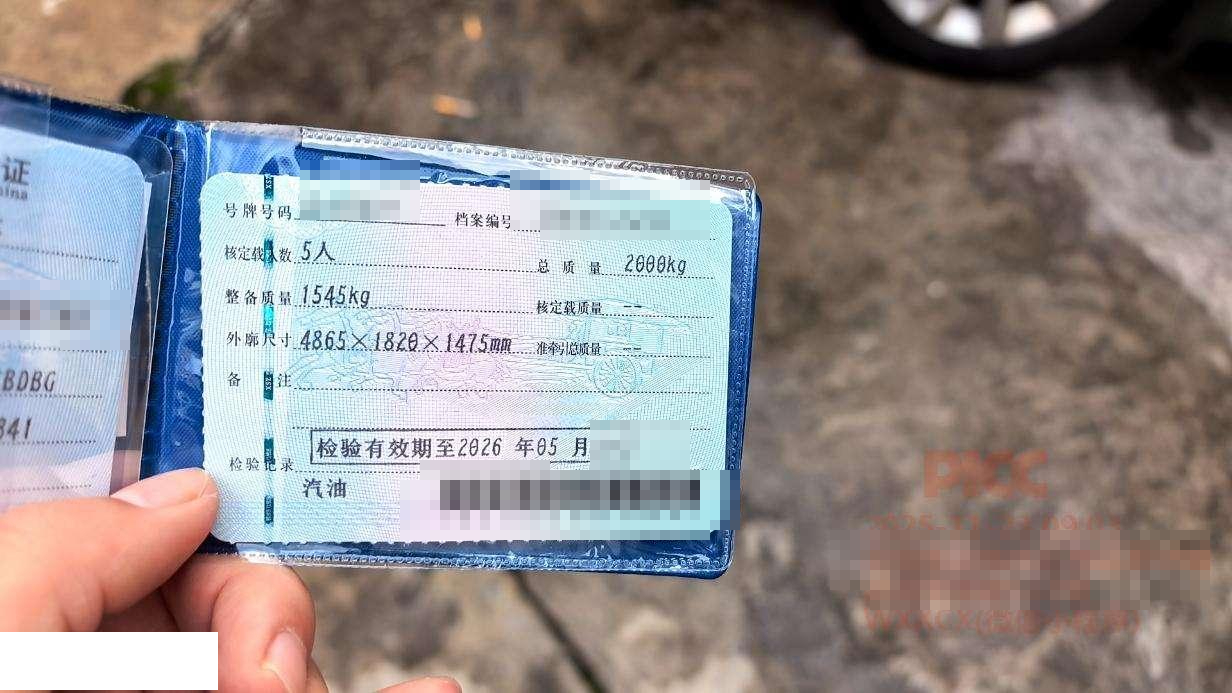 证
BDBG
341
号牌号码
档案编号
核定载人数 5人
总质量 2000kg
整备质量 1545kg
核定载质量 --
外廓尺寸 4865×1820×1475mm
准牵引总质量 --
备注
检验有效期至2026 年05 月
检验记录
汽油
PICC